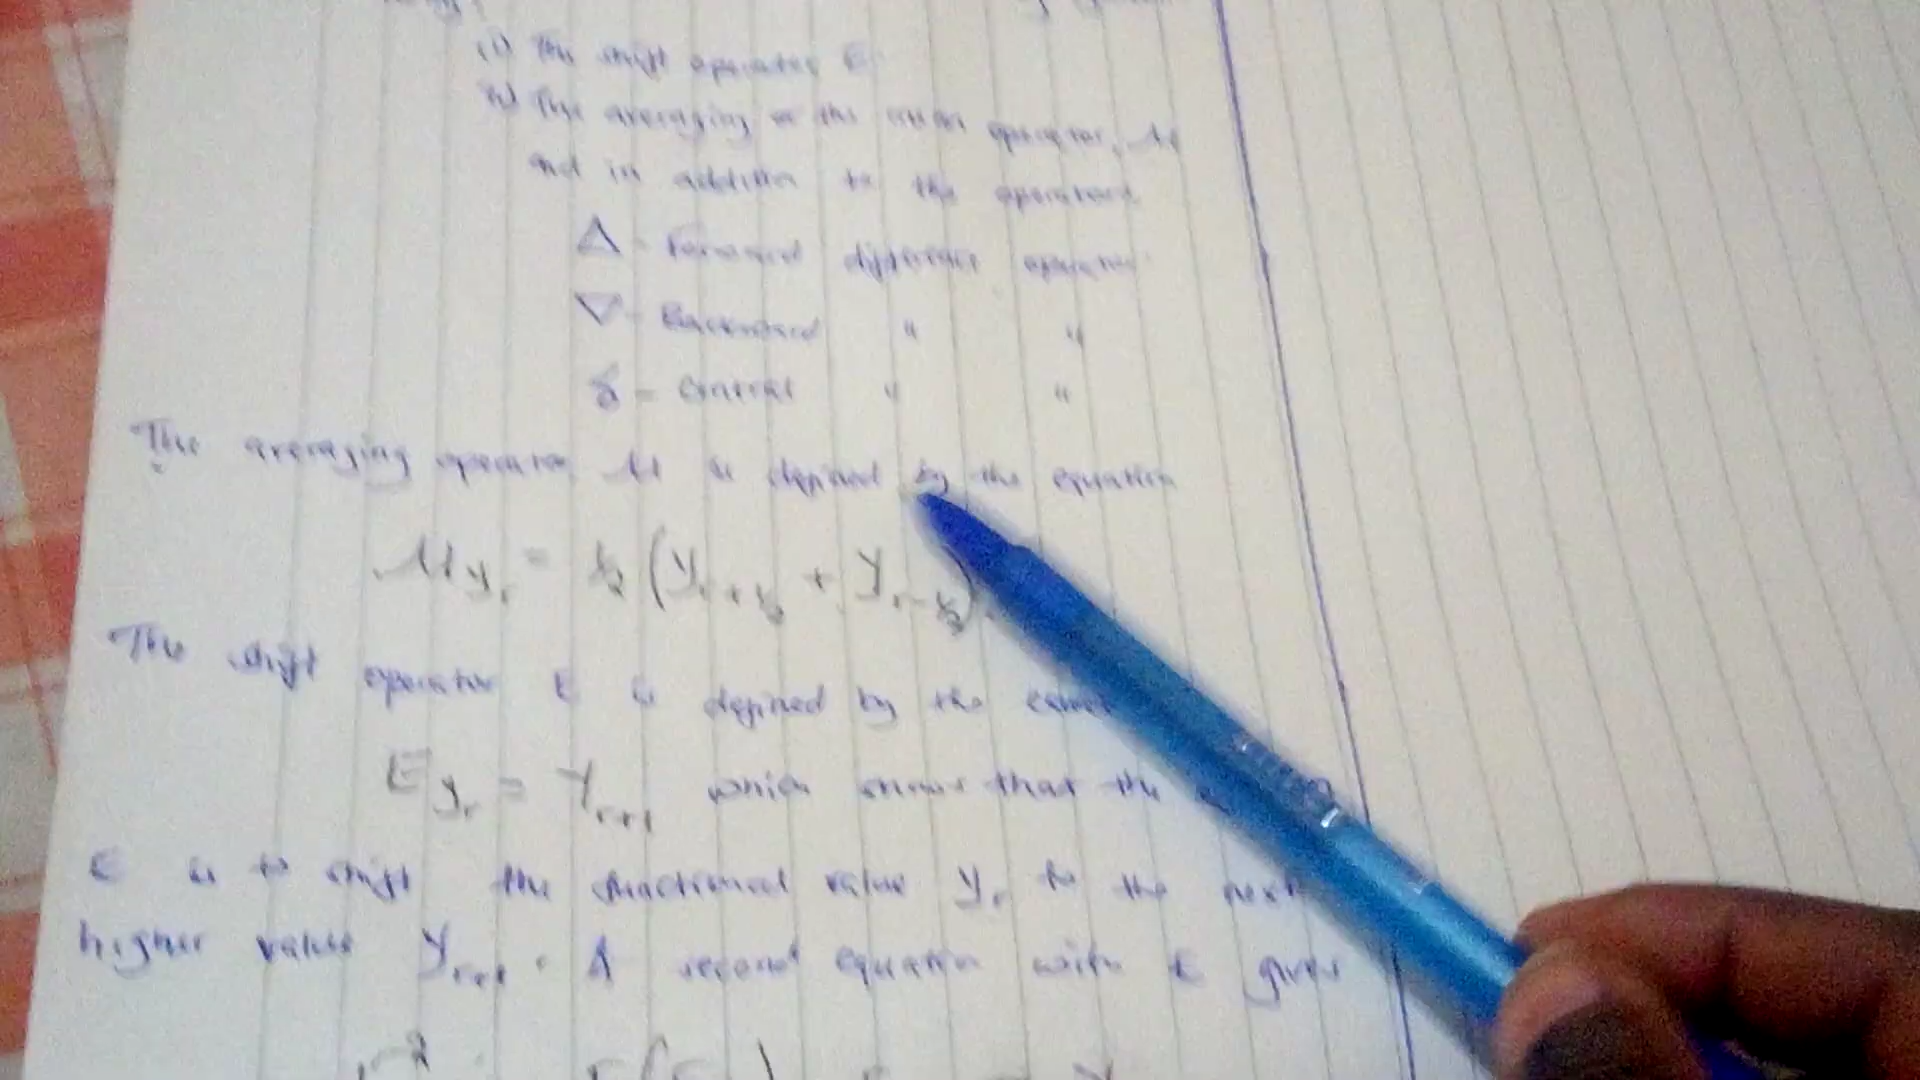 (i) The shift operator E
ii) The averaging or the operator, μ
and in addition to the operators
Δ - Forward difference operator
∇ - Backward " "
δ - Central " "
The averaging operator μ is defined by the equation
μy_r = ½ (y_{r+½} + y_{r-½}).
The shift operator E is defined by the
E y_r = y_{r+1} which shows that the
E is to shift the functional value y_r to the next
higher value y_{r+1}. A second equation with E gives